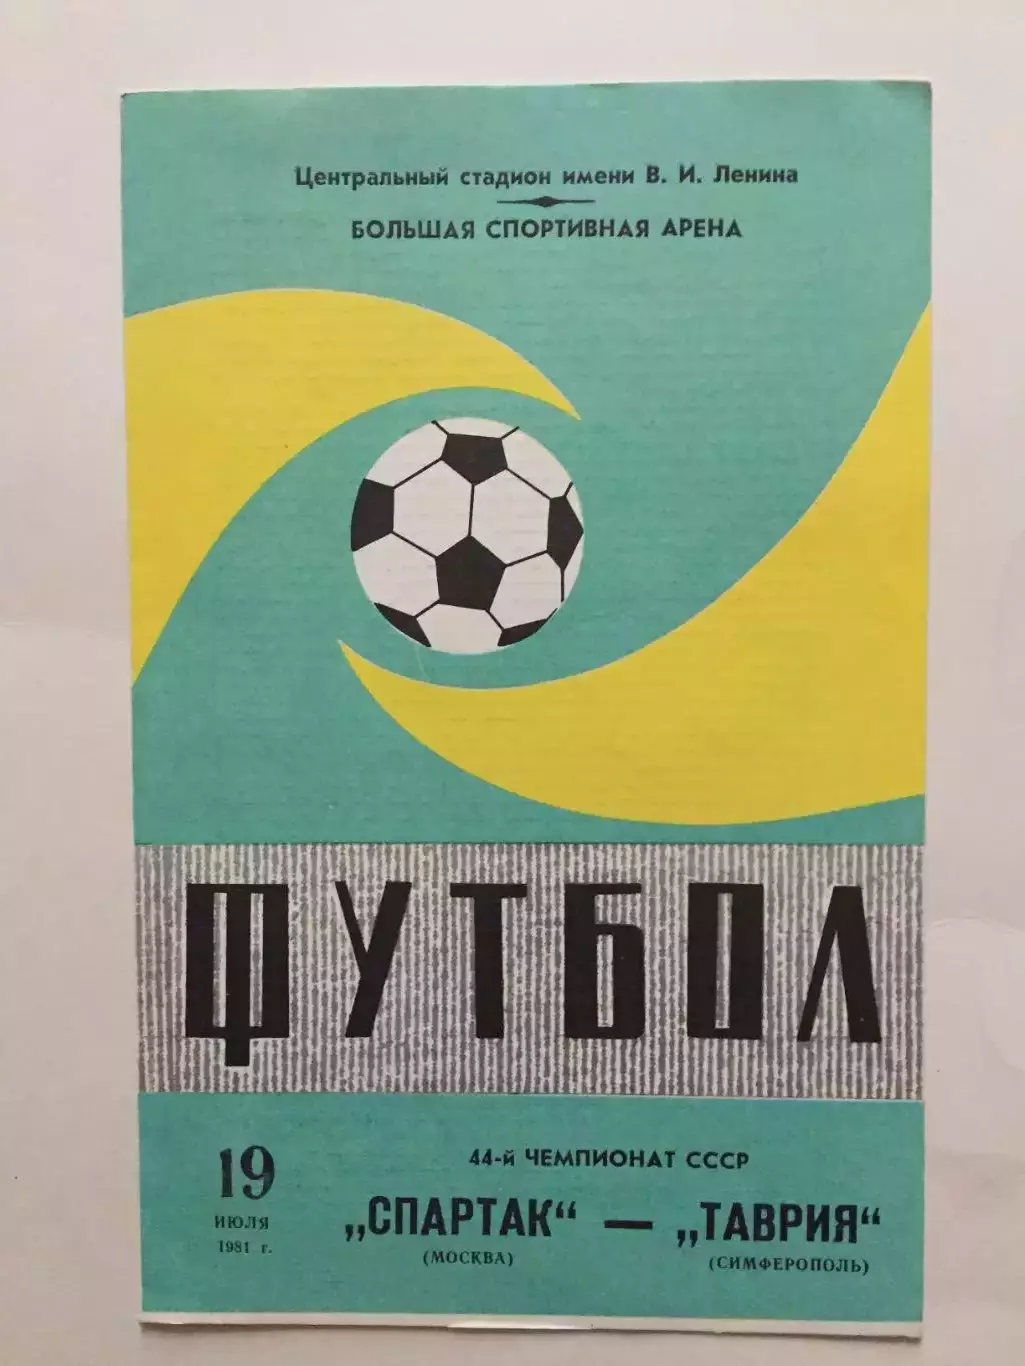 Центральный стадион имени В. И. Ленина
БОЛЬШАЯ СПОРТИВНАЯ АРЕНА
ФУТБОЛ
19
ИЮЛЯ
1981 г.
44-й ЧЕМПИОНАТ СССР
„СПАРТАК“ — „ТАВРИЯ“
(МОСКВА) (СИМФЕРОПОЛЬ)